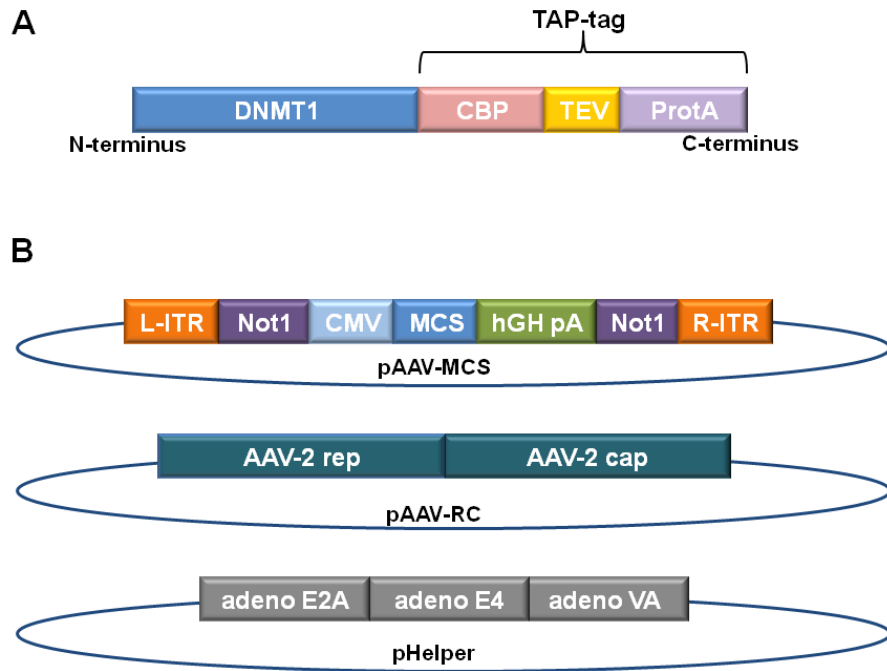 A
TAP-tag
DNMT1 CBP TEV ProtA
N-terminus C-terminus
B
L-ITR Not1 CMV MCS hGH pA Not1 R-ITR
pAAV-MCS
AAV-2 rep AAV-2 cap
pAAV-RC
adeno E2A adeno E4 adeno VA
pHelper